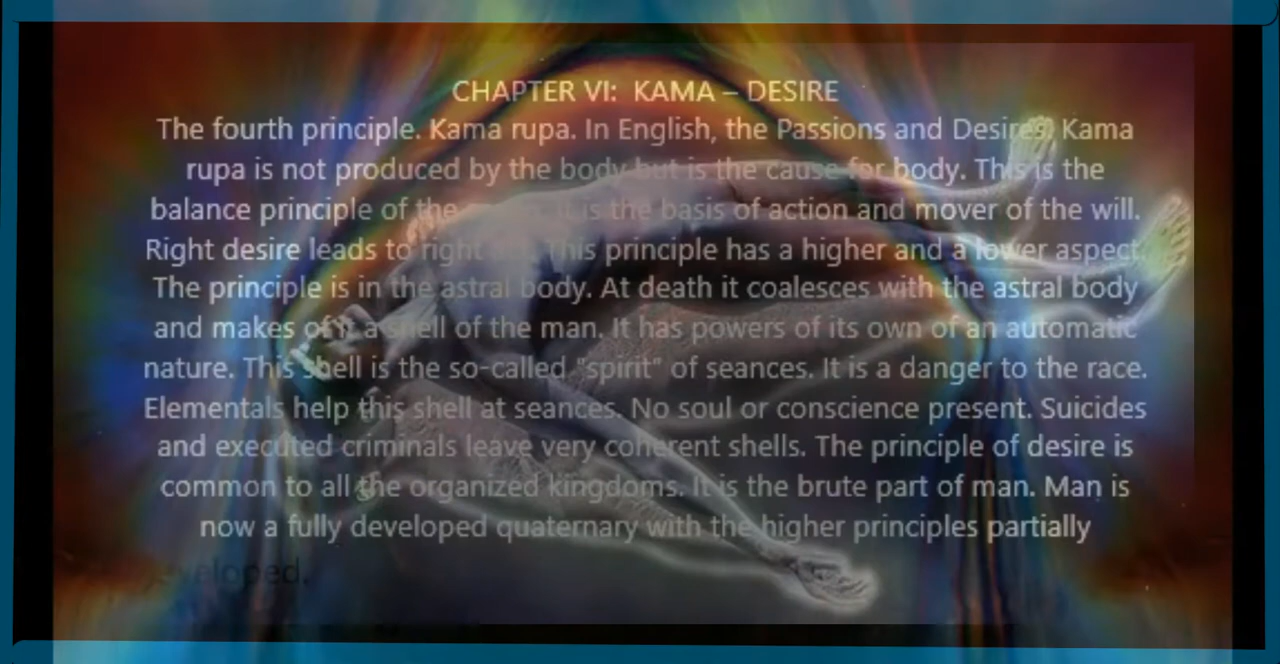 CHAPTER VI: KAMA – DESIRE
The fourth principle. Kama rupa. In English, the Passions and Desires. Kama
rupa is not produced by the body but is the cause for body. This is the
balance principle of the It is the basis of action and mover of the will.
Right desire leads to right This principle has a higher and a lower aspect.
The principle is in the astral body. At death it coalesces with the astral body
and makes of it a shell of the man. It has powers of its own of an automatic
nature. This shell is the so-called "spirit" of seances. It is a danger to the race.
Elementals help this shell at seances. No soul or conscience present. Suicides
and executed criminals leave very coherent shells. The principle of desire is
common to all the organized kingdoms. It is the brute part of man. Man is
now a fully developed quaternary with the higher principles partially